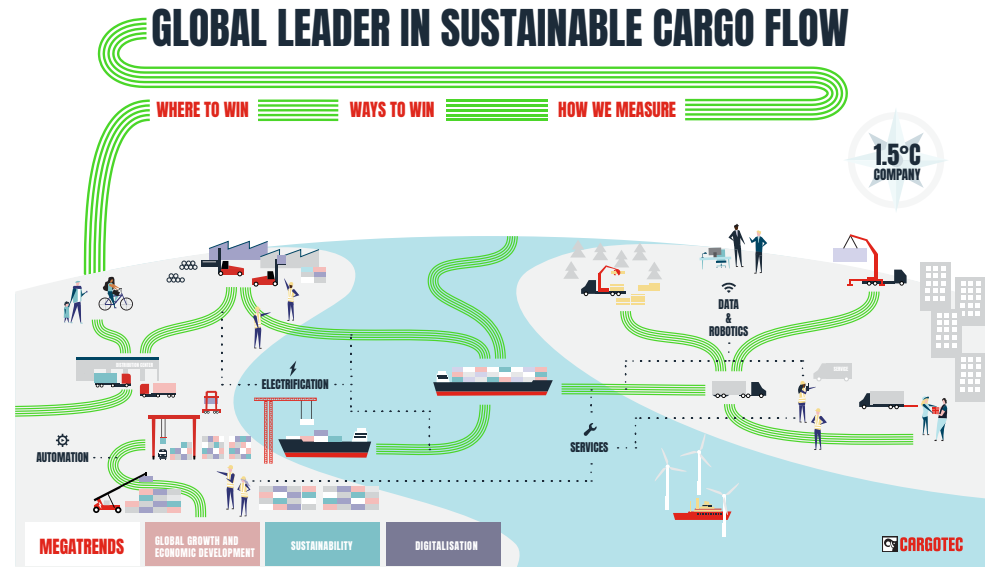 GLOBAL LEADER IN SUSTAINABLE CARGO FLOW
WHERE TO WIN
WAYS TO WIN
HOW WE MEASURE
1.5°C
COMPANY
DATA
&
ROBOTICS
ELECTRIFICATION
SERVICES
AUTOMATION
MEGATRENDS
GLOBAL GROWTH AND
ECONOMIC DEVELOPMENT
SUSTAINABILITY
DIGITALISATION
CARGOTEC